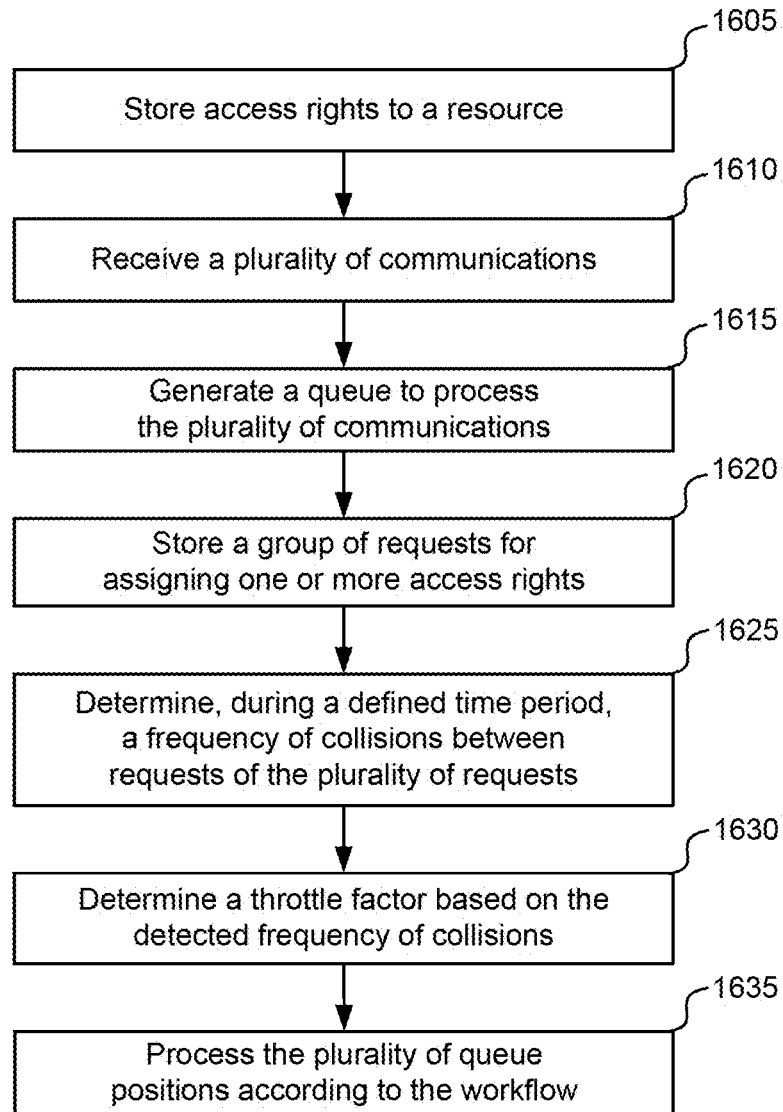 1605
Store access rights to a resource
1610
Receive a plurality of communications
1615
Generate a queue to process
the plurality of communications
1620
Store a group of requests for
assigning one or more access rights
1625
Determine, during a defined time period,
a frequency of collisions between
requests of the plurality of requests
1630
Determine a throttle factor based on the
detected frequency of collisions
1635
Process the plurality of queue
positions according to the workflow